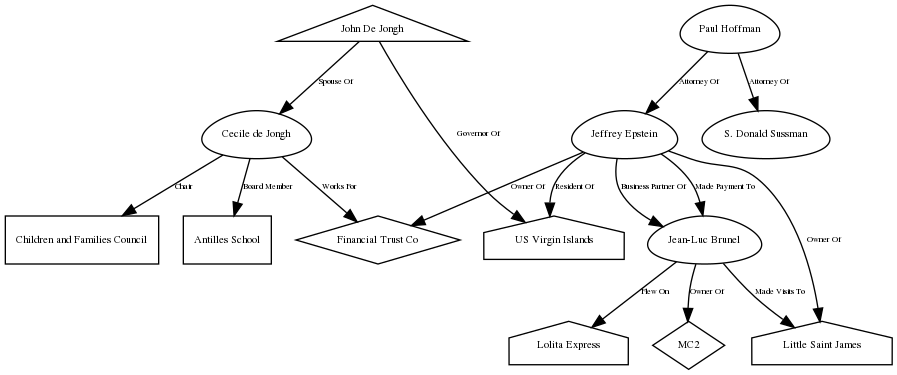 John De Jongh
Paul Hoffman
Spouse Of
Attorney Of
Attorney Of
Cecile de Jongh
Governor Of
Jeffrey Epstein
S. Donald Sussman
Chair
Board Member
Works For
Owner Of
Resident Of
Business Partner Of
Made Payment To
Children and Families Council
Antilles School
Financial Trust Co
US Virgin Islands
Jean-Luc Brunel
Owner Of
Flew On
Owner Of
Made Visits To
Lolita Express
MC2
Little Saint James